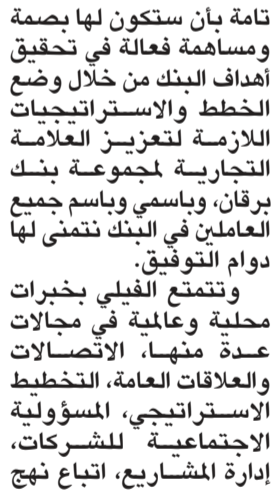 تامة بأن ستكون لها بصمة
ومساهمة فعالة في تحقيق
أهداف البنك من خلال وضع
الخطط والاستراتيجيات
اللازمة لتعزيز العلامة
التجارية لمجموعة بنك
برقان، وباسمي وباسم جميع
العاملين في البنك نتمنى لها
دوام التوفيق.
وتتمتع الفيلي بخبرات
محلية وعالمية في مجالات
عدة منها، الاتصالات
والعلاقات العامة، التخطيط
الاستراتيجي، المسؤولية
الاجتماعية للشركات،
إدارة المشاريع، اتباع نهج